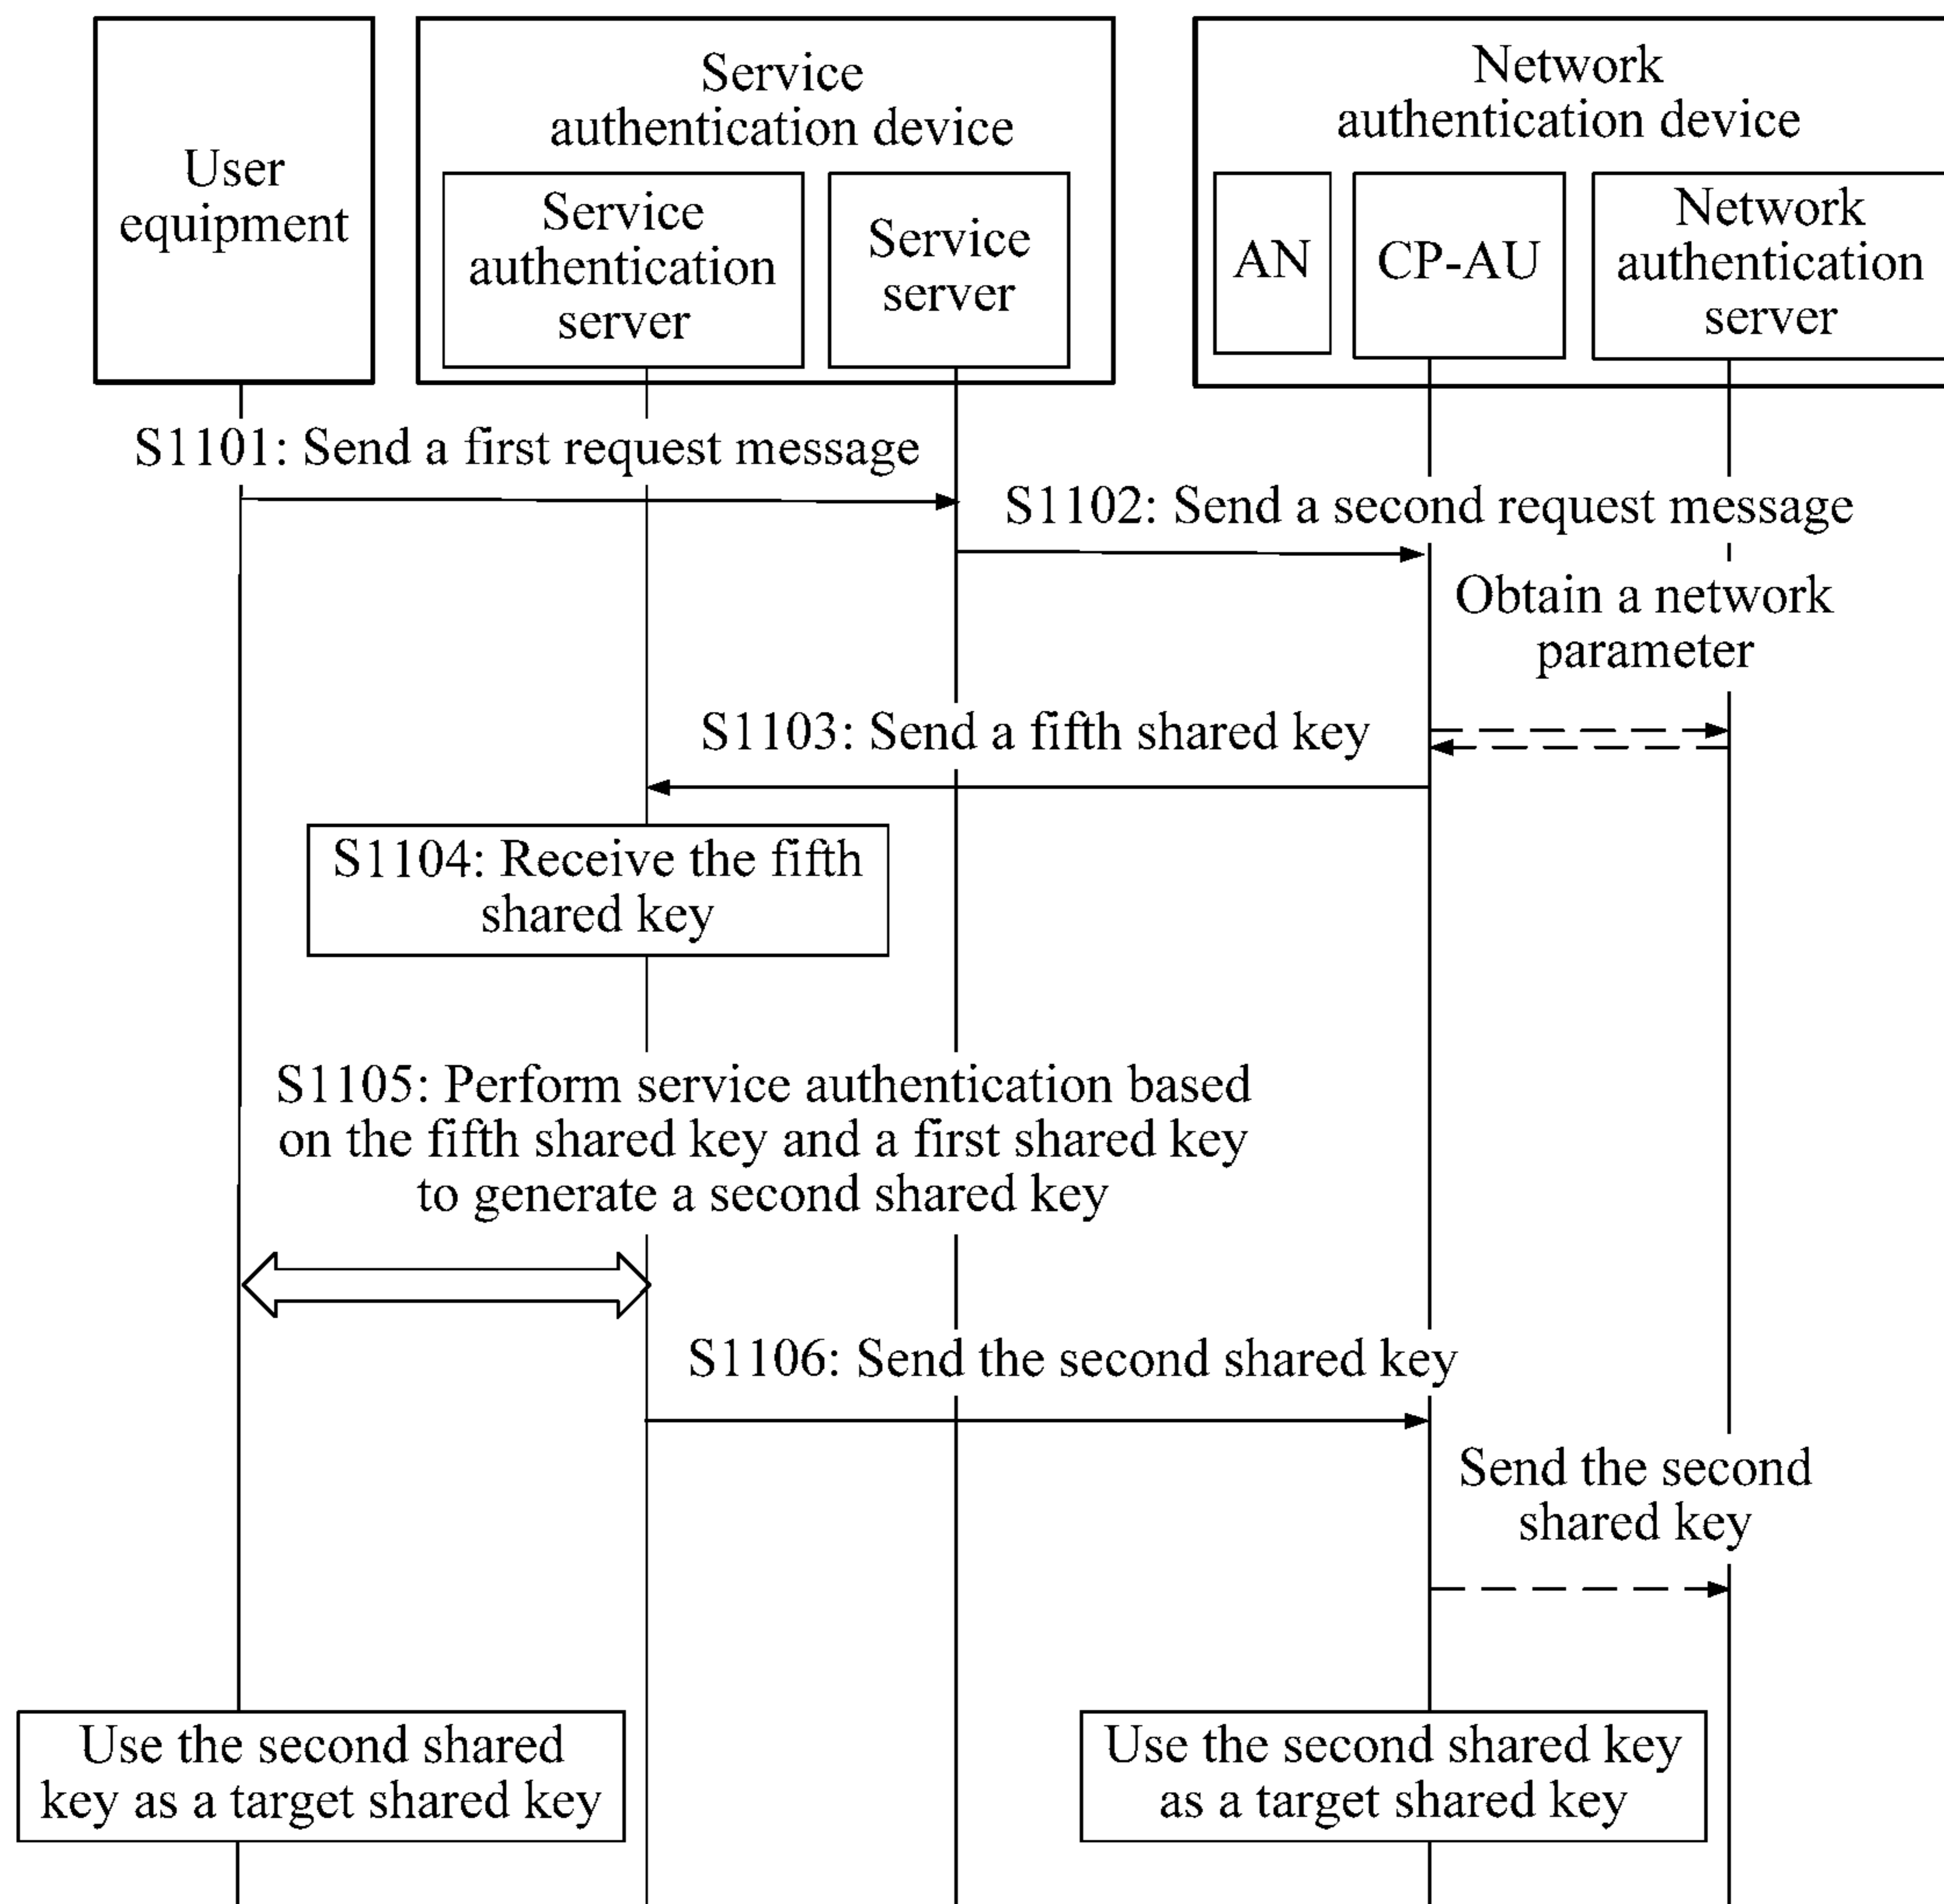 User
equipment
Service
authentication device
Service
authentication
server
Service
server
Network
authentication device
AN
CP-AU
Network
authentication
server
S1101: Send a first request message
S1102: Send a second request message
Obtain a network
parameter
S1103: Send a fifth shared key
S1104: Receive the fifth
shared key
S1105: Perform service authentication based
on the fifth shared key and a first shared key
to generate a second shared key
S1106: Send the second shared key
Send the second
shared key
Use the second shared
key as a target shared key
Use the second shared key
as a target shared key